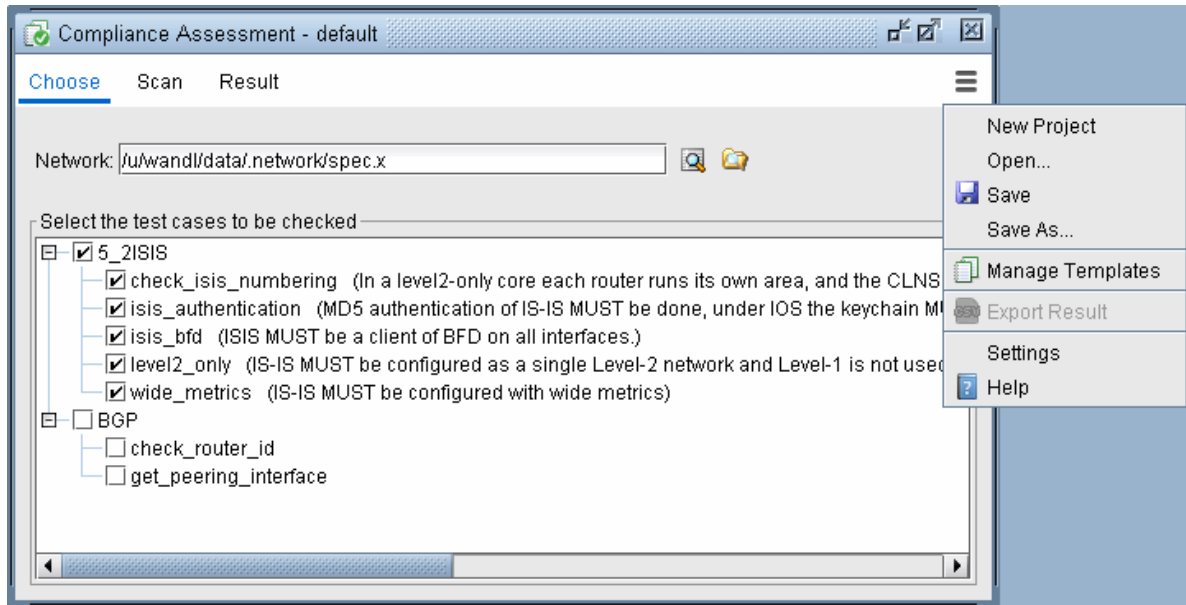 Compliance Assessment - default
Choose Scan Result
Network: /u/wandl/data/.network/spec.x
Select the test cases to be checked
5_2ISIS
check_isis_numbering (In a level2-only core each router runs its own area, and the CLNS
isis_authentication (MD5 authentication of IS-IS MUST be done, under IOS the keychain
isis_bfd (ISIS MUST be a client of BFD on all interfaces.)
level2_only (IS-IS MUST be configured as a single Level-2 network and Level-1 is not used
wide_metrics (IS-IS MUST be configured with wide metrics)
BGP
check_router_id
get_peering_interface
New Project
Open...
Save
Save As...
Manage Templates
Export Result
Settings
? Help